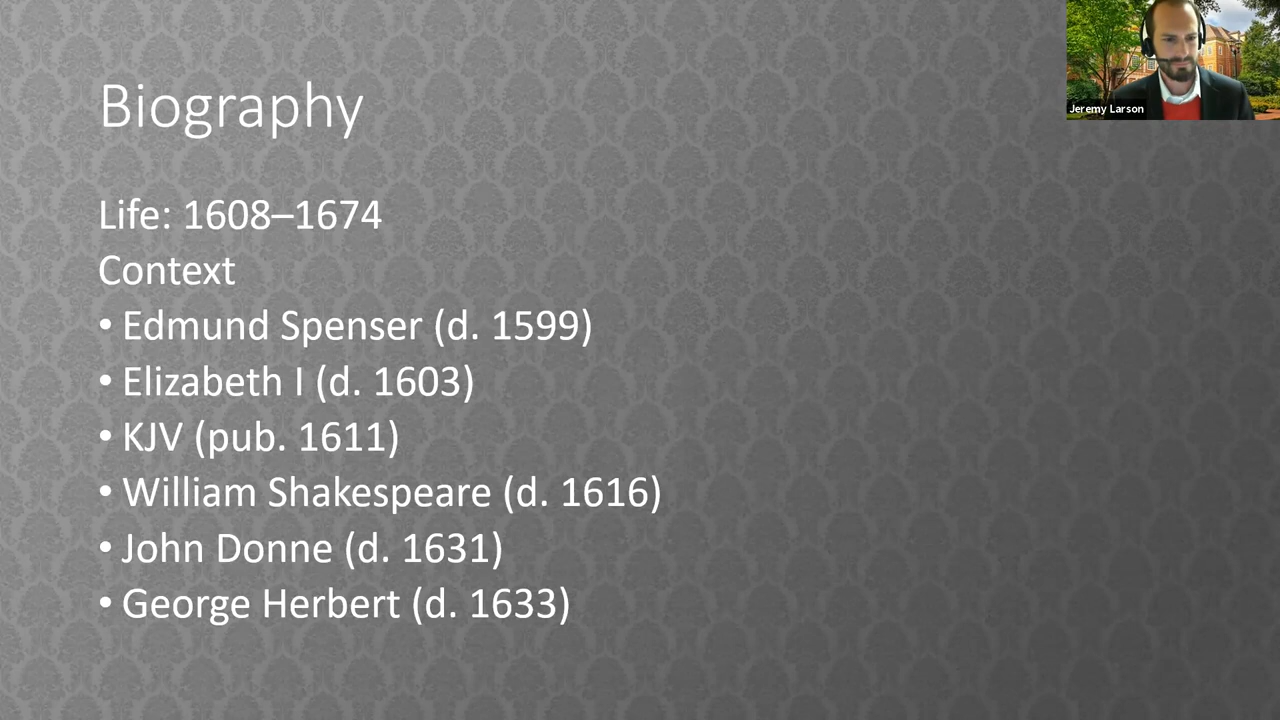 Biography
Life: 1608–1674
Context
• Edmund Spenser (d. 1599)
• Elizabeth I (d. 1603)
• KJV (pub. 1611)
• William Shakespeare (d. 1616)
• John Donne (d. 1631)
• George Herbert (d. 1633)
Jeremy Larson